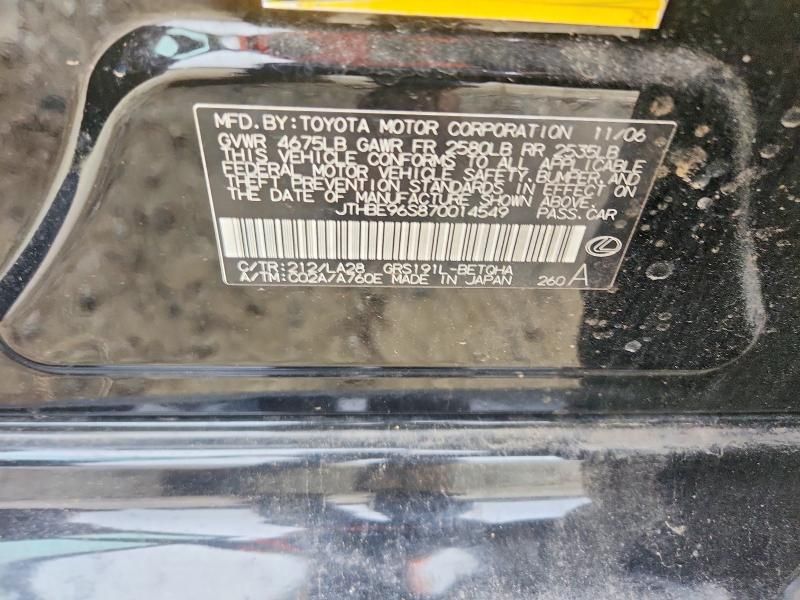 MFD. BY: TOYOTA MOTOR CORPORATION 11/06
GVWR 4675LB GAWR FR 2580LB RR 2535LB
THIS VEHICLE CONFORMS TO ALL APPLICABLE
FEDERAL MOTOR VEHICLE SAFETY, BUMPER, AND
THEFT PREVENTION STANDARDS IN EFFECT ON
THE DATE OF MANUFACTURE SHOWN ABOVE.
JTHBE96S870014549 PASS. CAR
C/TR: 212/LA28 GRS191L-BETQHA
A/TM: C02A/A760E MADE IN JAPAN 260 A